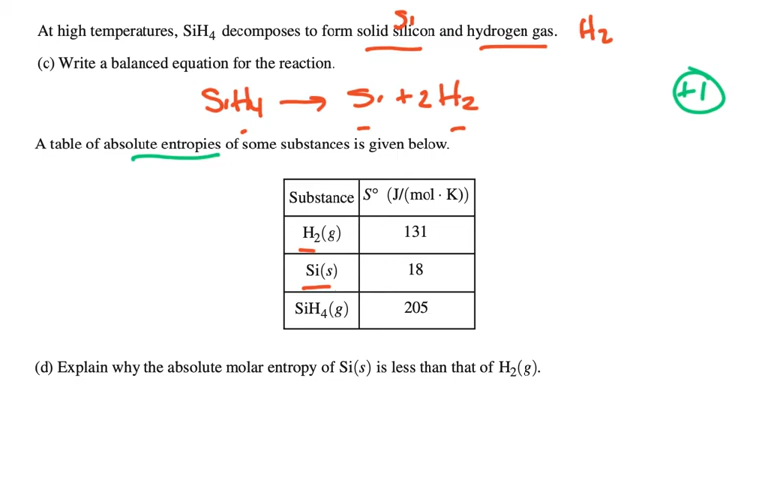 Si
At high temperatures, SiH₄ decomposes to form solid silicon and hydrogen gas. H₂
(c) Write a balanced equation for the reaction.
SiH₄ → Si + 2H₂
+1
A table of absolute entropies of some substances is given below.
Substance S° (J/(mol · K))
H₂(g) 131
Si(s) 18
SiH₄(g) 205
(d) Explain why the absolute molar entropy of Si(s) is less than that of H₂(g).